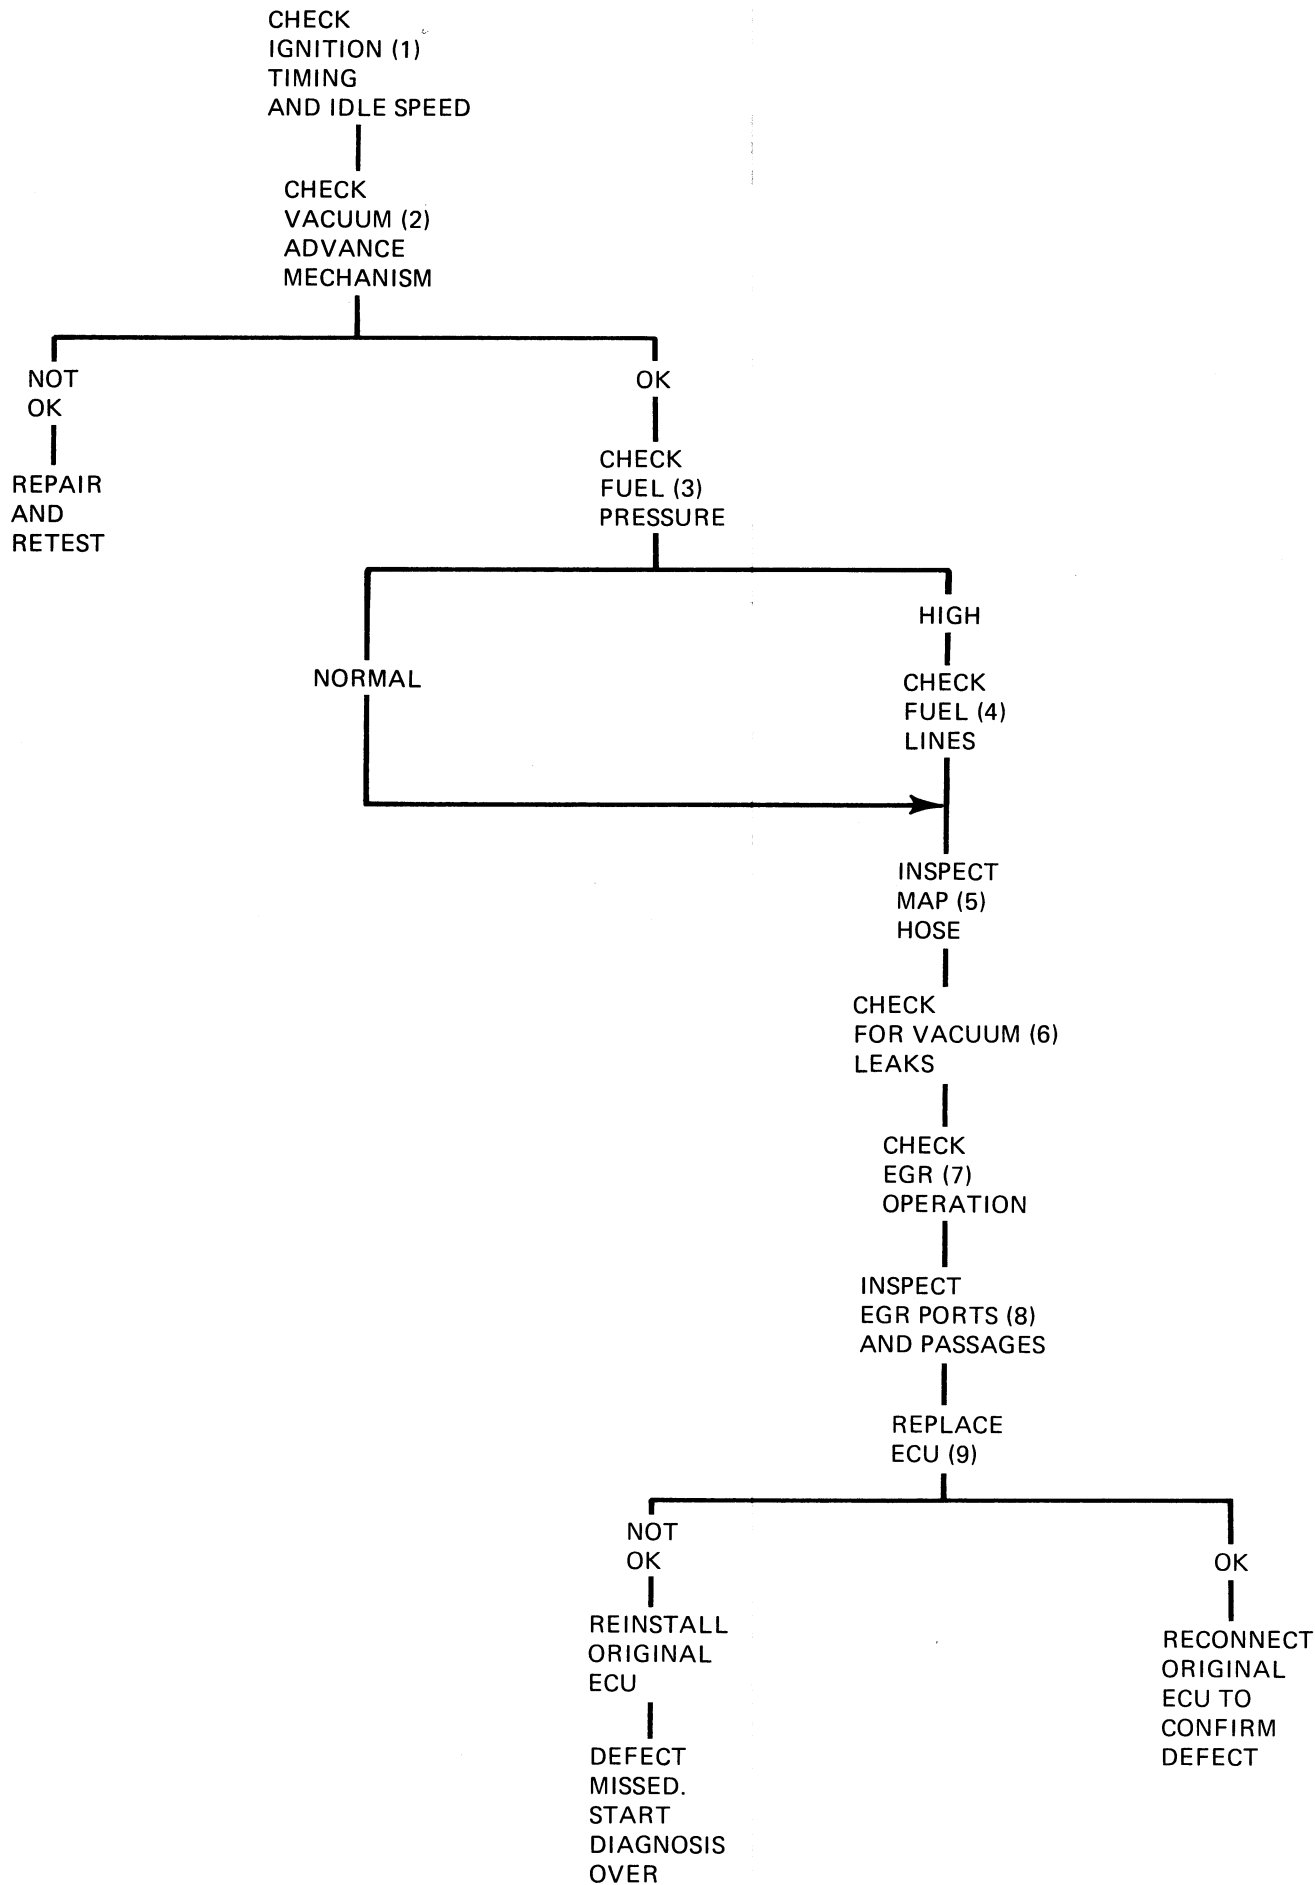 CHECK
IGNITION (1)
TIMING
AND IDLE SPEED
CHECK
VACUUM (2)
ADVANCE
MECHANISM
NOT
OK
REPAIR
AND
RETEST
OK
CHECK
FUEL (3)
PRESSURE
NORMAL
HIGH
CHECK
FUEL (4)
LINES
INSPECT
MAP (5)
HOSE
CHECK
FOR VACUUM (6)
LEAKS
CHECK
EGR (7)
OPERATION
INSPECT
EGR PORTS (8)
AND PASSAGES
REPLACE
ECU (9)
NOT
OK
REINSTALL
ORIGINAL
ECU
DEFECT
MISSED.
START
DIAGNOSIS
OVER
OK
RECONNECT
ORIGINAL
ECU TO
CONFIRM
DEFECT